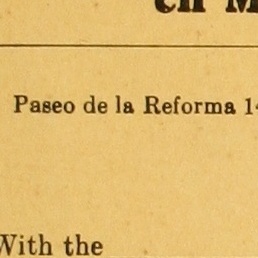 Paseo de la Reforma 1
With the